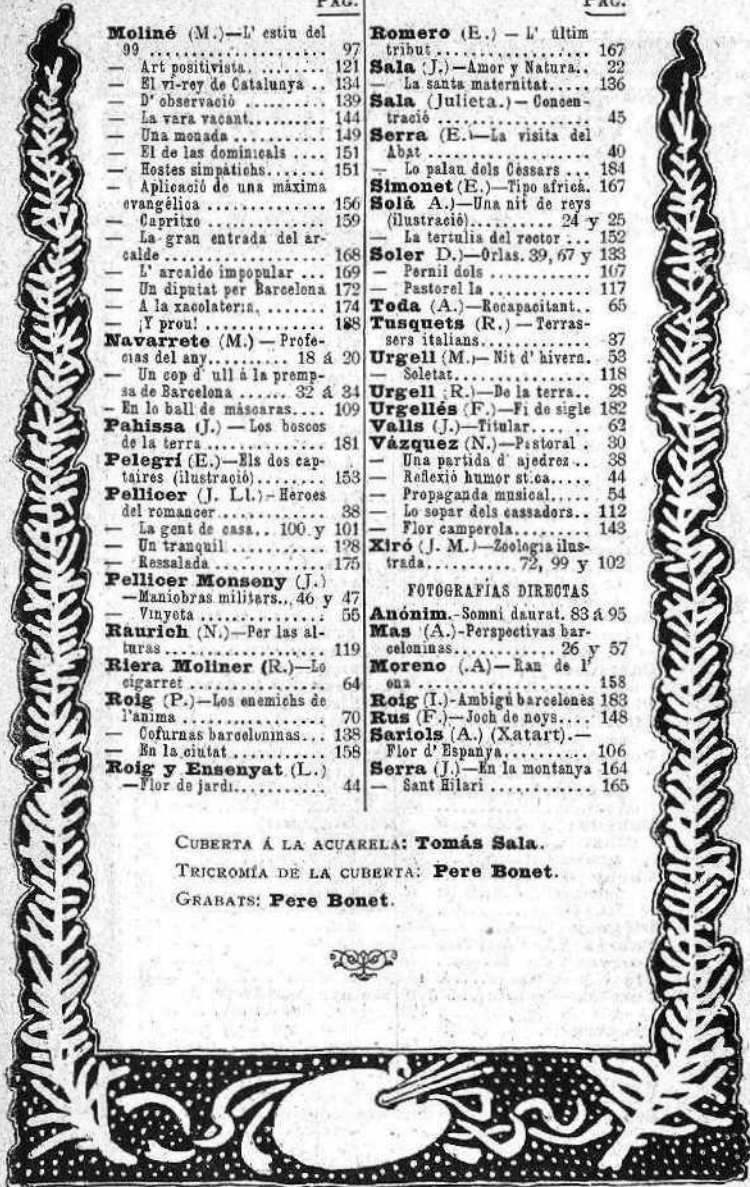 PÁG.
Moliné (M.)—L' estiu del
99 ..................... 97
— Art positivista. ......... 121
— El vi-rey de Catalunya .. 134
— D' observació ........... 139
— La vara vacant.......... 144
— Una monada ............ 149
— El de las dominicals .... 151
— Hostes simpátichs....... 151
— Aplicació de una máxima
evangélica ............... 156
— Capritxo ............... 159
— La gran entrada del ar-
calde .................... 168
— L' arcalde impopular ... 169
— Un diputat per Barcelona 172
— A la xacolatería. ........ 174
— ¡Y prou! ............... 188
Navarrete (M.) — Profe-
cias del any.......... 18 á 20
— Un cop d' ull á la premp-
sa de Barcelona ...... 32 á 34
— En lo ball de máscaras.... 109
Pahissa (J.) — Los boscos
de la terra ............... 181
Pelegrí (E.)—Els dos cap-
taires (ilustració)......... 153
Pellicer (J. Ll.)-Héroes
del romancer............. 38
— La gent de casa.. 100 y 101
— Un tranquil ............ 128
— Ressalada .............. 175
Pellicer Monseny (J.)
—Maniobras militars.. 46 y 47
— Vinyeta ................ 55
Raurich (N.)—Per las al-
turas .................... 119
Riera Moliner (R.)—Lo
cigarret .................. 64
Roig (P.)—Los enemichs de
l'ánima .................. 70
— Cofurnas barceloninas... 138
— En la ciutat ............ 158
Roig y Ensenyat (L.)
—Flor de jardí............ 44
PÁG.
Romero (E.) — L' últim
tribut ................... 167
Sala (J.)—Amor y Natura.. 22
— La santa maternitat..... 136
Sala (Julieta.)— Concen-
tració ................... 45
Serra (E.)—La visita del
Abat .................... 40
— Lo palau dels Céssars ... 184
Simonet (E.)—Tipo africá. 167
Solá A.)—Una nit de reys
(ilustració).......... 24 y 25
— La tertulia del rector ... 152
Soler D.)—Orlas. 39, 67 y 133
— Pernil dols ............. 107
— Pastorel la ............. 117
Toda (A.)—Recapacitant.. 65
Tusquets (R.) — Terras-
sers italians.............. 37
Urgell (M.)— Nit d' hivern. 53
— Soletat................. 118
Urgell (R.)—De la terra.. 28
Urgellés (F.)—Fi de sigle 182
Valls (J.)—Titular....... 62
Vázquez (N.)—Pastoral . 30
— Una partida d' ajedrez .. 38
— Reflexió humor st.ca..... 44
— Propaganda musical..... 54
— Lo sopar dels cassadors.. 112
— Flor camperola......... 143
Xiró (J. M.)—Zoología ilus-
trada.......... 72, 99 y 102
FOTOGRAFÍAS DIRECTAS
Anónim.-Somni daurat. 83 á 95
Mas (A.)-Perspectivas bar-
celoninas........... 26 y 57
Moreno (.A)—Ran de l'
ona ..................... 158
Roig (I.)-Ambigú barcelonés 183
Rus (F.)—Joch de noys.... 148
Sariols (A.) (Xatart).—
Flor d' Espanya.......... 106
Serra (J.)—En la montanya 164
— Sant Hilari ............. 165
CUBERTA Á LA ACUARELA: Tomás Sala.
TRICROMÍA DE LA CUBERTA: Pere Bonet.
GRABATS: Pere Bonet.